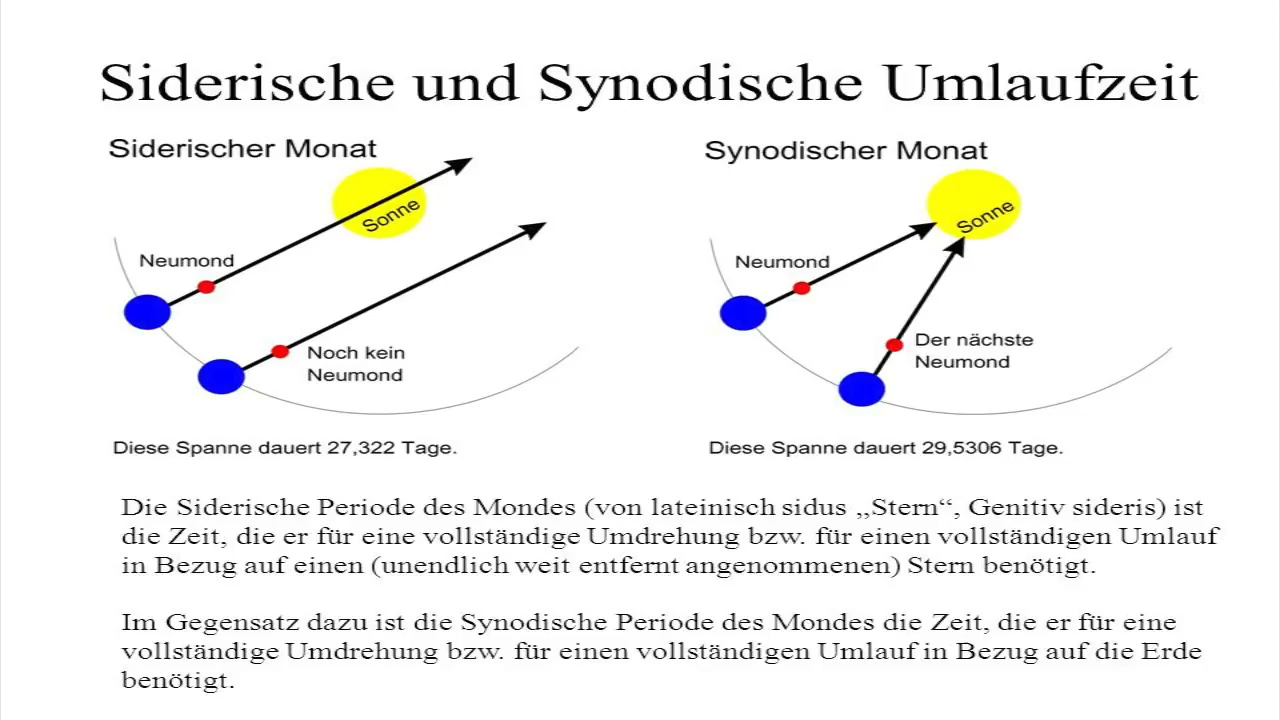 Siderische und Synodische Umlaufzeit
Siderischer Monat
Sonne
Neumond
Noch kein
Neumond
Diese Spanne dauert 27,322 Tage.
Synodischer Monat
Sonne
Neumond
Der nächste
Neumond
Diese Spanne dauert 29,5306 Tage.
Die Siderische Periode des Mondes (von lateinisch sidus „Stern“, Genitiv sideris) ist
die Zeit, die er für eine vollständige Umdrehung bzw. für einen vollständigen Umlauf
in Bezug auf einen (unendlich weit entfernt angenommenen) Stern benötigt.
Im Gegensatz dazu ist die Synodische Periode des Mondes die Zeit, die er für eine
vollständige Umdrehung bzw. für einen vollständigen Umlauf in Bezug auf die Erde
benötigt.